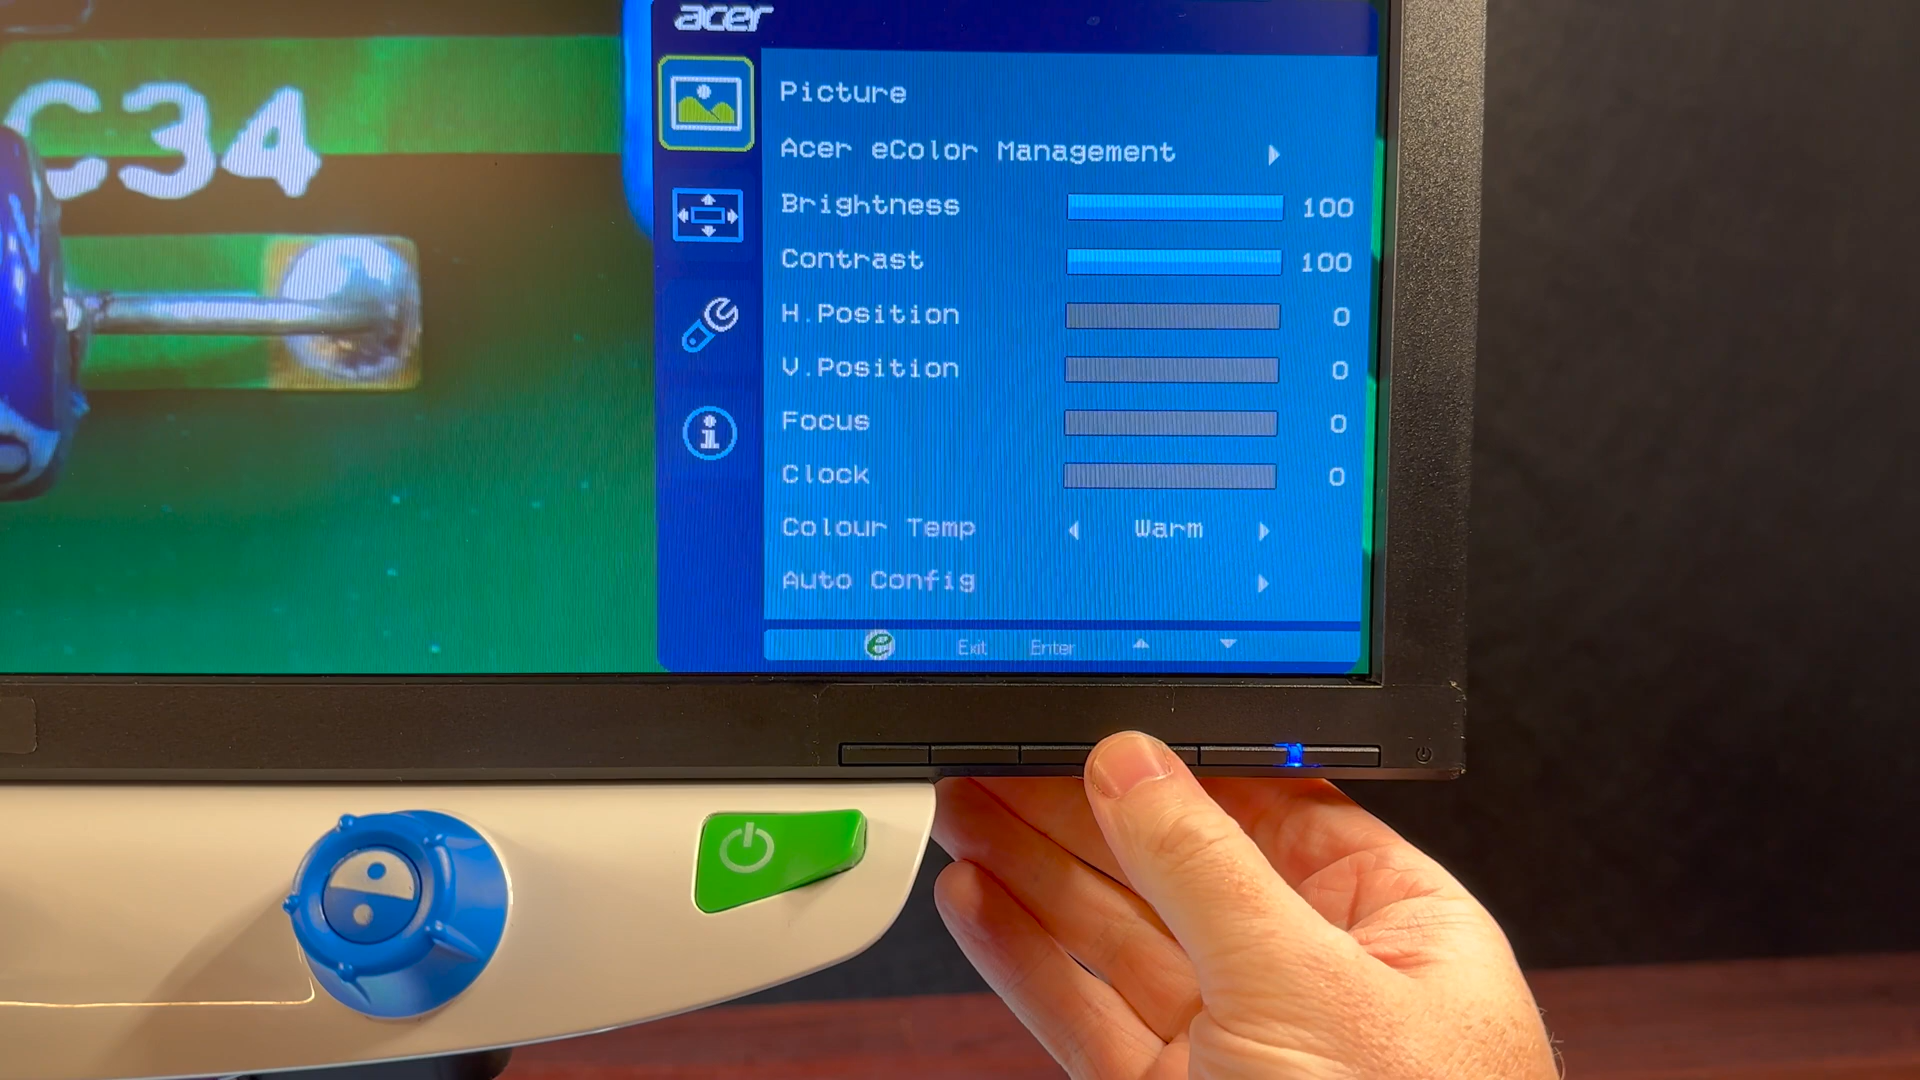 acer
C34
Picture
Acer eColor Management
Brightness 100
Contrast 100
H.Position 0
V.Position 0
Focus 0
Clock 0
Colour Temp Warm
Auto Config
e Exit Enter